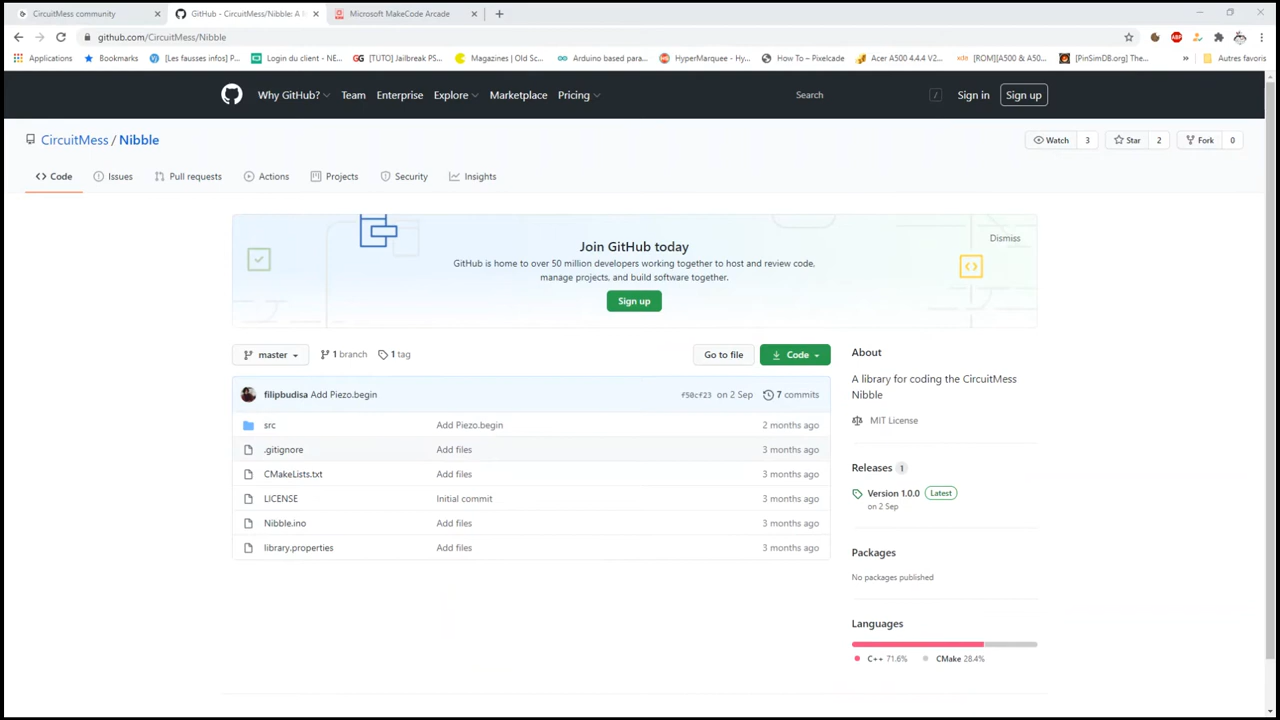 CircuitMess community
GitHub - CircuitMess/Nibble: A l
Microsoft MakeCode Arcade
github.com/CircuitMess/Nibble
Applications
Bookmarks
[Les fausses infos] P...
Login du client - NE...
[TUTO] Jailbreak PS...
Magazines | Old Sc...
Arduino based para...
HyperMarquee - Hy...
How To – Pixelcade
Acer A500 4.4.4 V2...
[ROM][A500 & A50...
[PinSimDB.org] The...
»
Autres favoris
Why GitHub?
Team
Enterprise
Explore
Marketplace
Pricing
Search
/
Sign in
Sign up
CircuitMess / Nibble
Watch 3
Star 2
Fork 0
Code
Issues
Pull requests
Actions
Projects
Security
Insights
Join GitHub today
Dismiss
GitHub is home to over 50 million developers working together to host and review code,
manage projects, and build software together.
Sign up
master
1 branch
1 tag
Go to file
Code
filipbudisa Add Piezo.begin f50cf23 on 2 Sep 7 commits
src Add Piezo.begin 2 months ago
.gitignore Add files 3 months ago
CMakeLists.txt Add files 3 months ago
LICENSE Initial commit 3 months ago
Nibble.ino Add files 3 months ago
library.properties Add files 3 months ago
About
A library for coding the CircuitMess
Nibble
MIT License
Releases 1
Version 1.0.0 Latest
on 2 Sep
Packages
No packages published
Languages
C++ 71.6%
CMake 28.4%